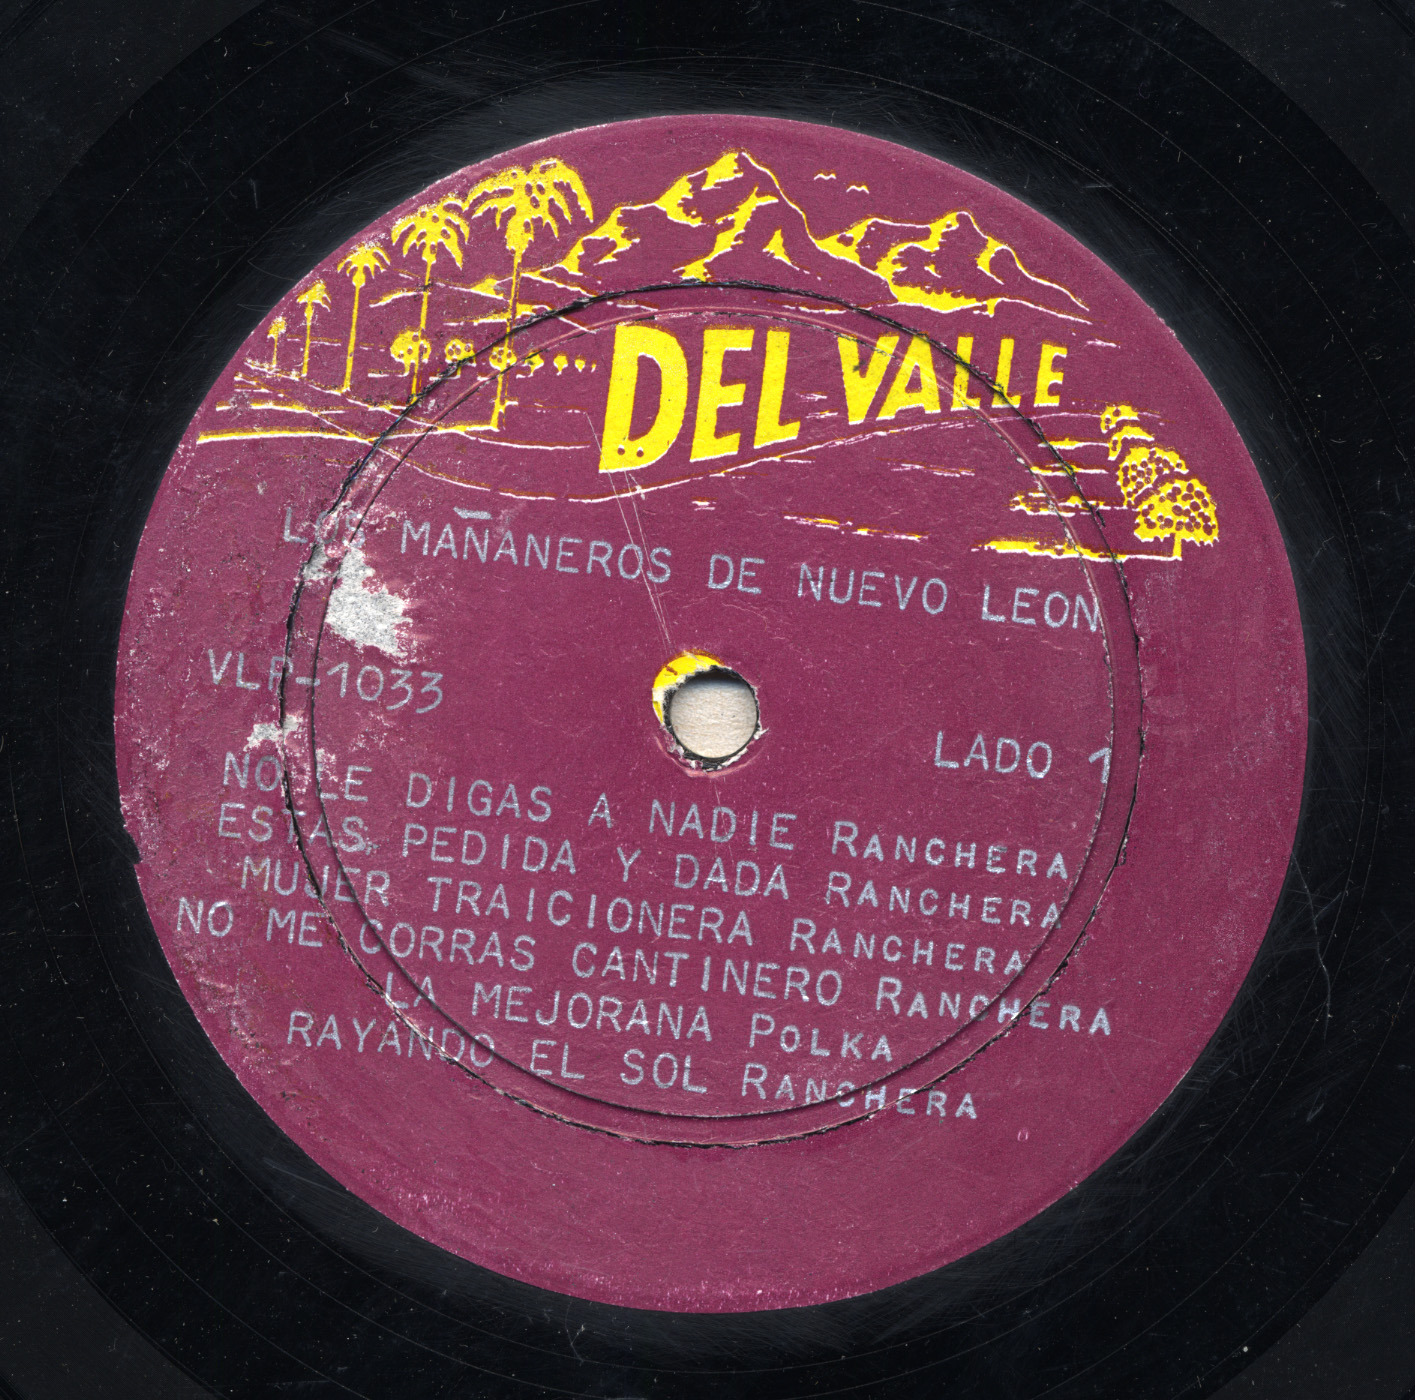 DEL VALLE
LOS MAÑANEROS DE NUEVO LEON
VLP-1033
LADO 1
NO LE DIGAS A NADIE RANCHERA
ESTAS PEDIDA Y DADA RANCHERA
MUJER TRAICIONERA RANCHERA
NO ME CORRAS CANTINERO RANCHERA
LA MEJORANA POLKA
RAYANDO EL SOL RANCHERA